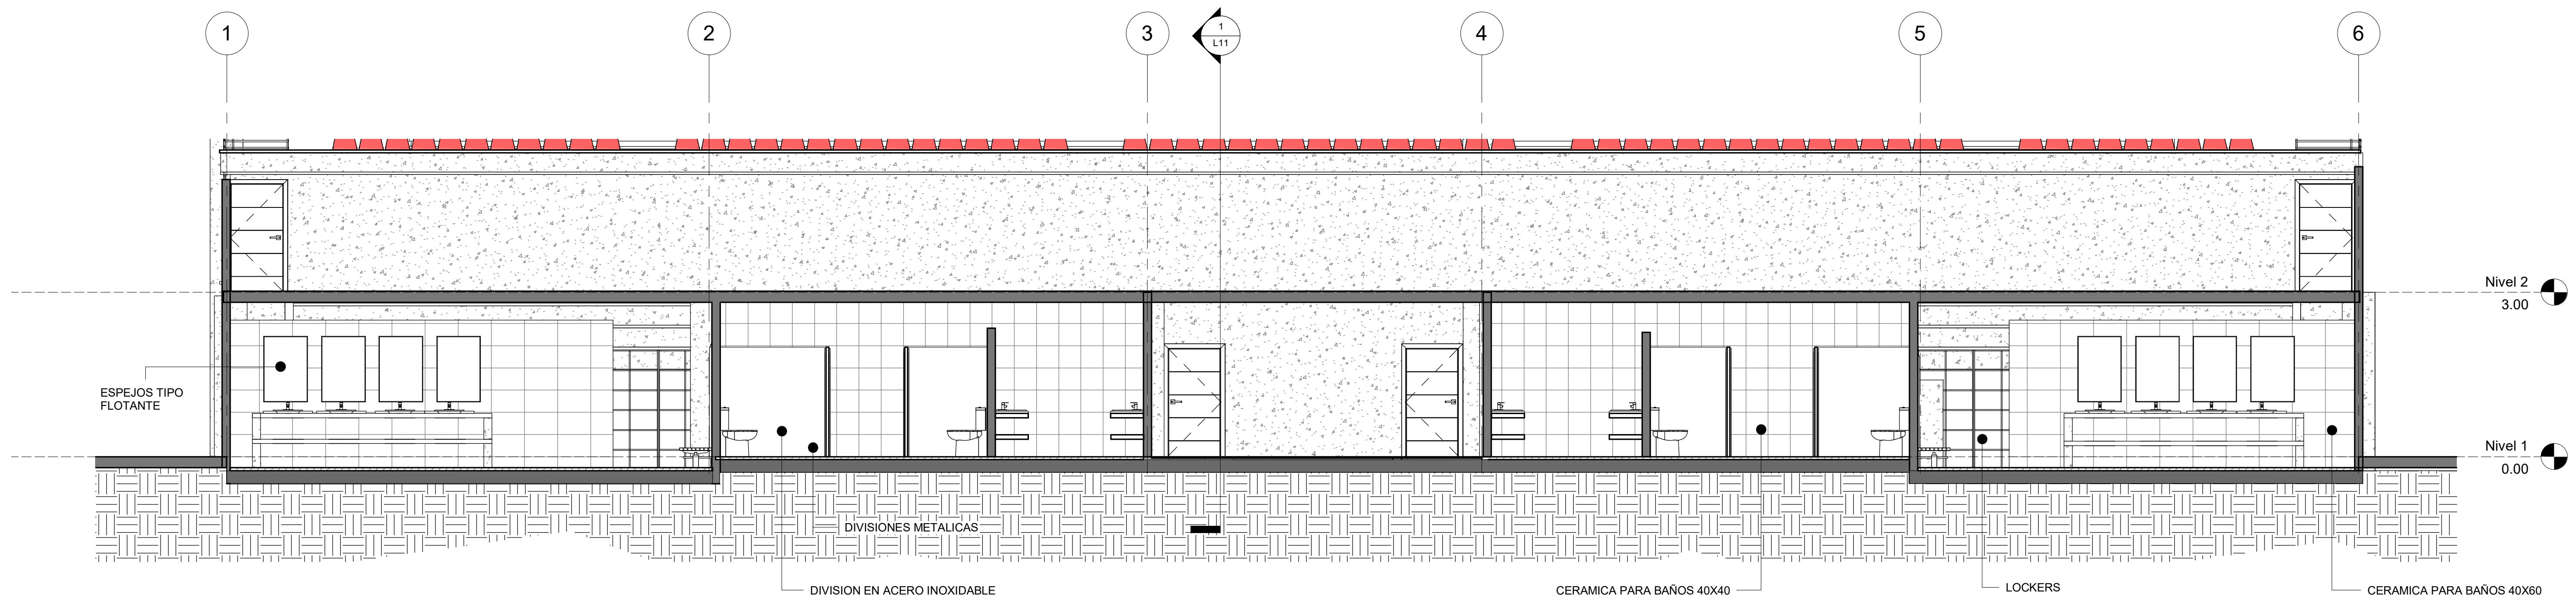 1
2
3
1
L11
4
5
6
Nivel 2
3.00
ESPEJOS TIPO
FLOTANTE
Nivel 1
0.00
DIVISIONES METALICAS
DIVISION EN ACERO INOXIDABLE
CERAMICA PARA BAÑOS 40X40
LOCKERS
CERAMICA PARA BAÑOS 40X60